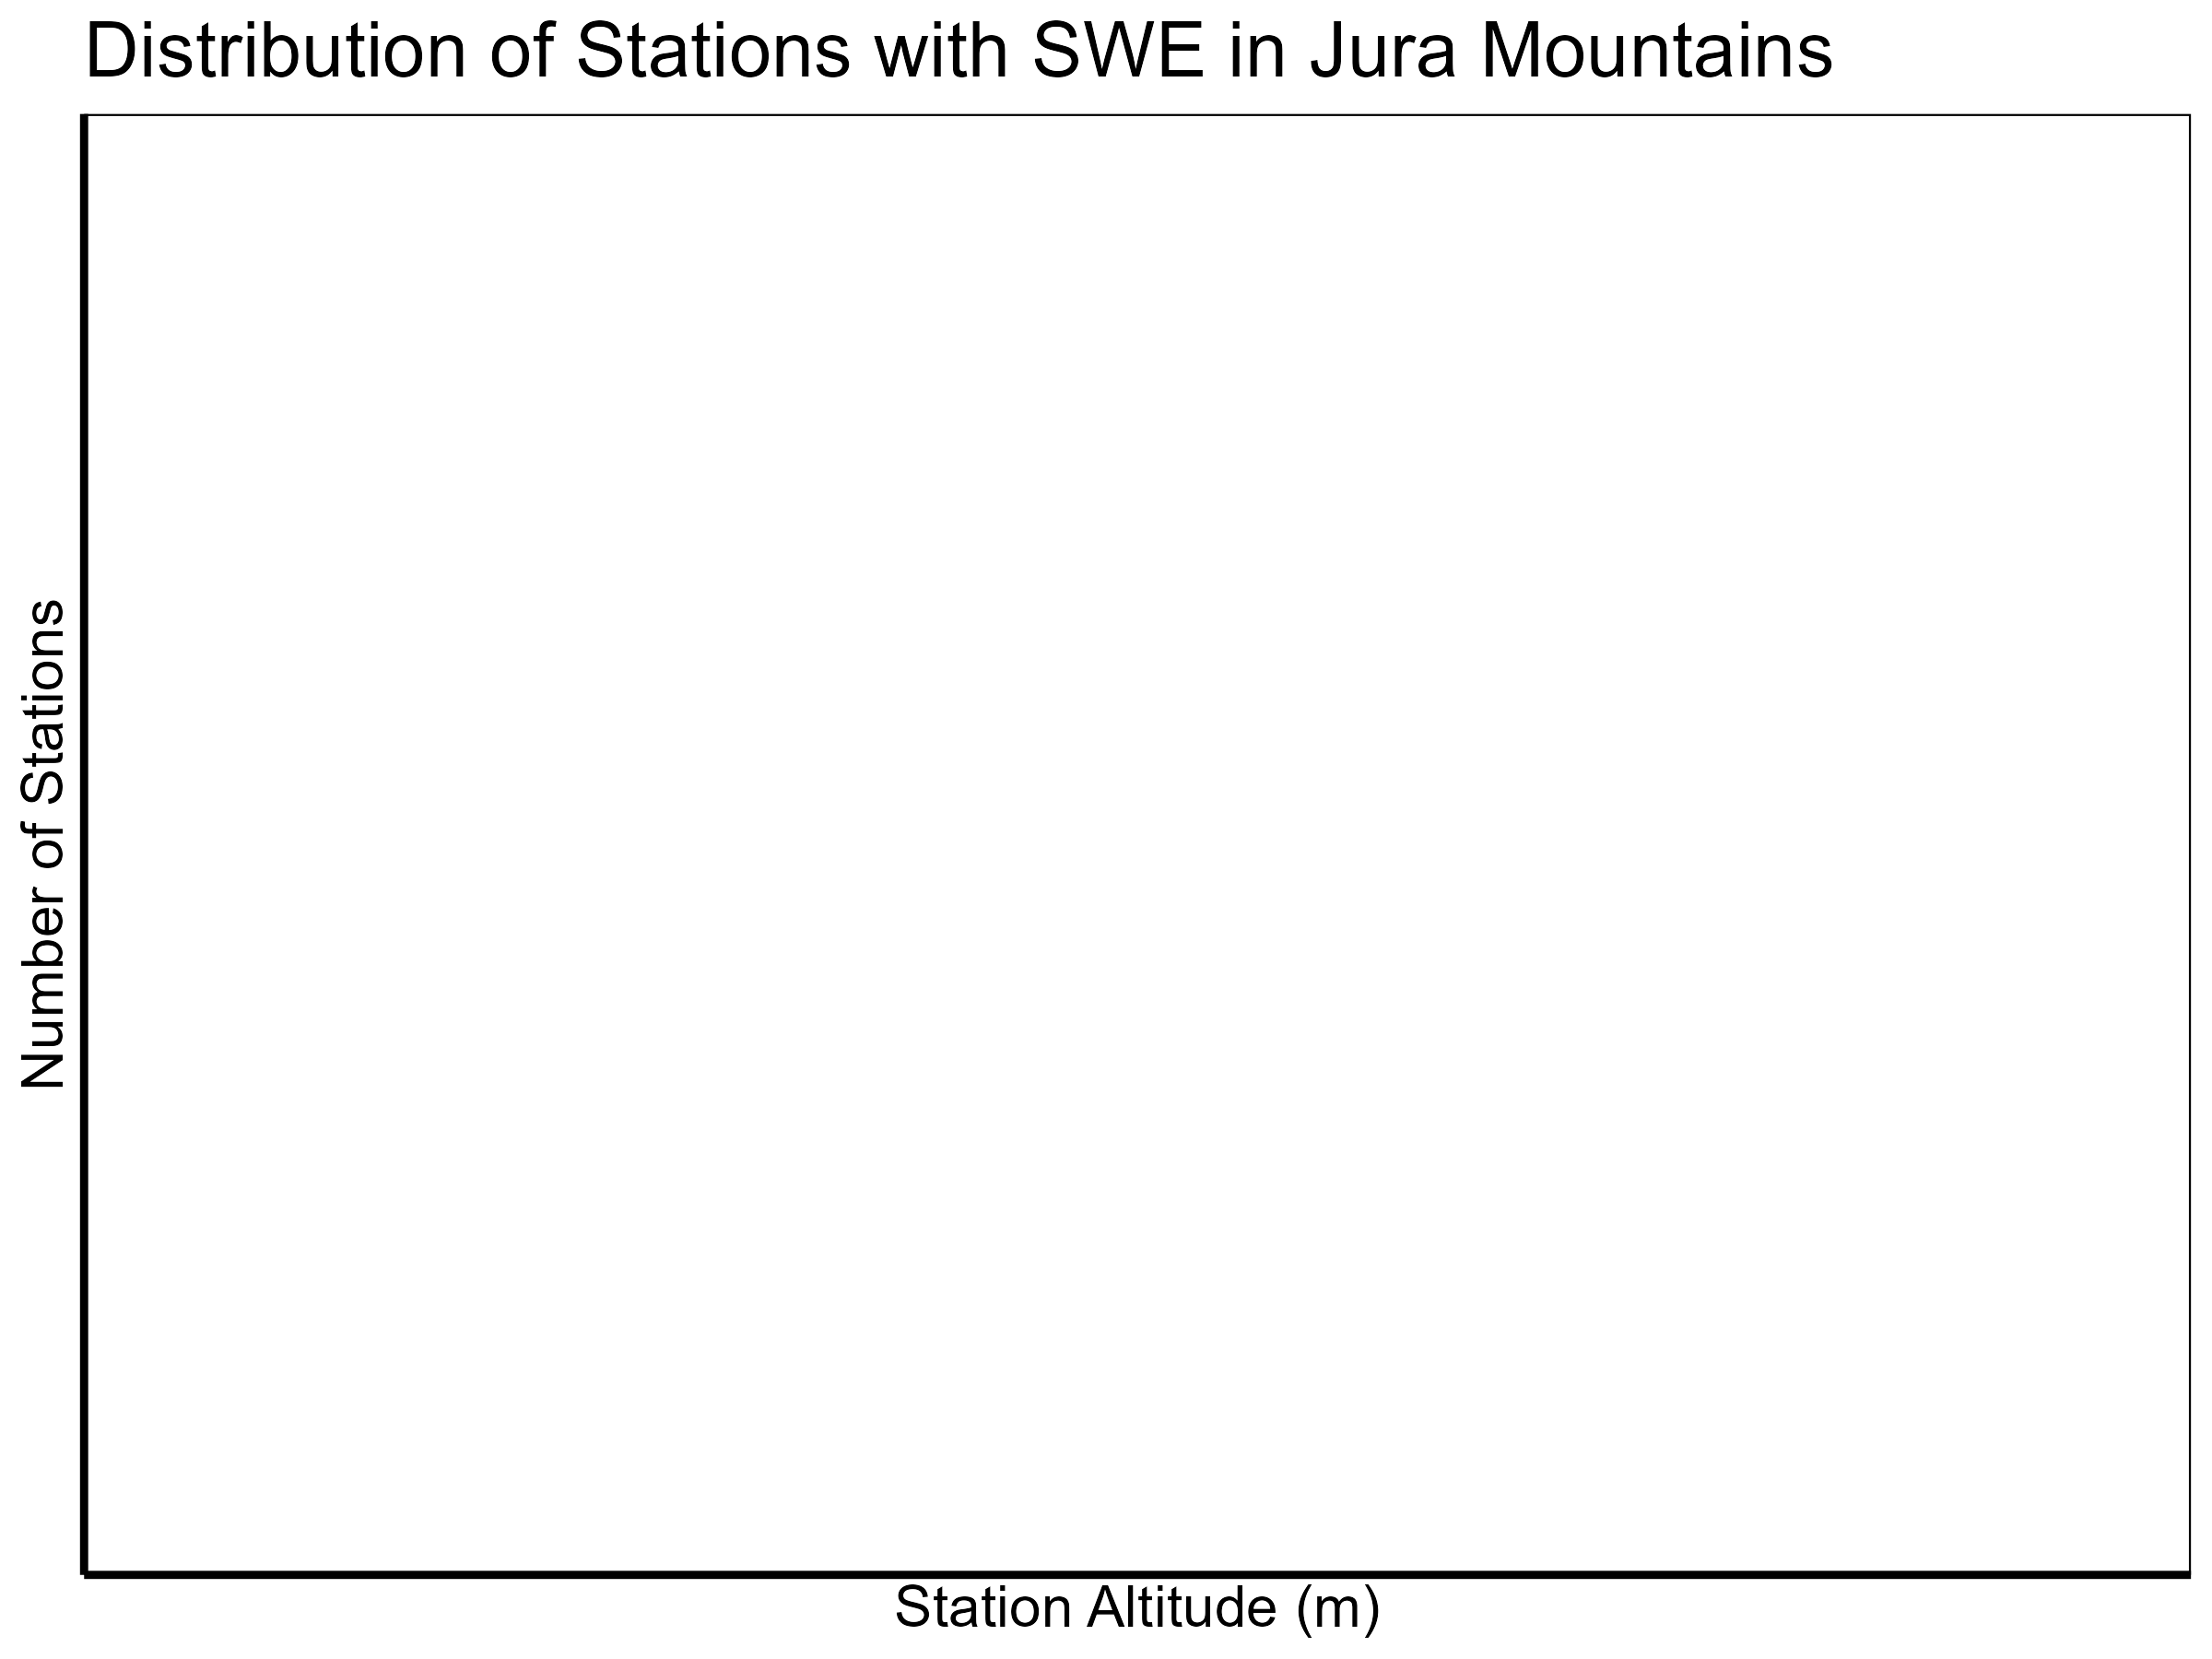 Distribution of Stations with SWE in Jura Mountains
Number of Stations
Station Altitude (m)